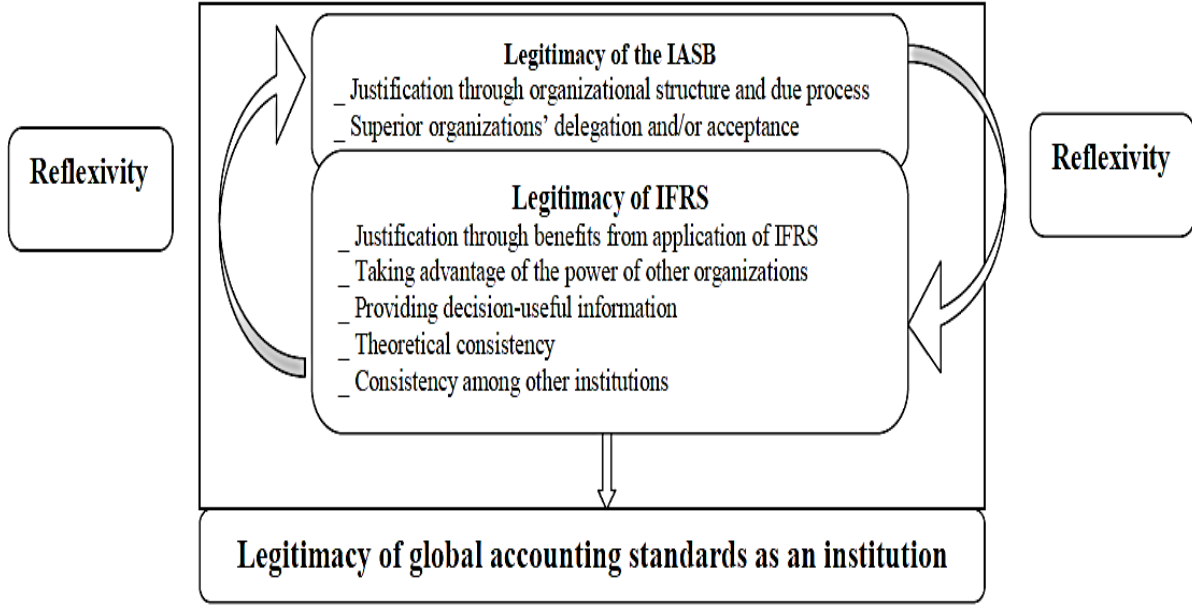 Legitimacy of the IASB
_ Justification through organizational structure and due process
_ Superior organizations’ delegation and/or acceptance
Reflexivity
Reflexivity
Legitimacy of IFRS
_ Justification through benefits from application of IFRS
_ Taking advantage of the power of other organizations
_ Providing decision-useful information
_ Theoretical consistency
_ Consistency among other institutions
Legitimacy of global accounting standards as an institution